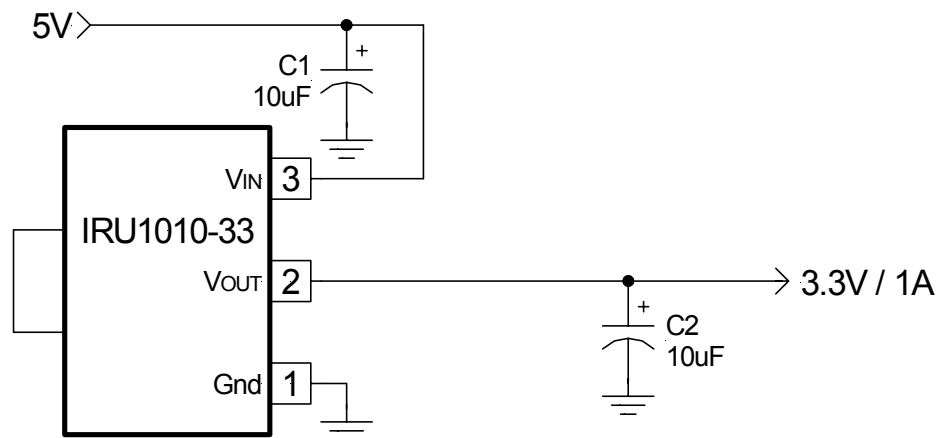 5V
C1
10uF
VIN 3
IRU1010-33
VOUT 2
3.3V / 1A
C2
10uF
Gnd 1